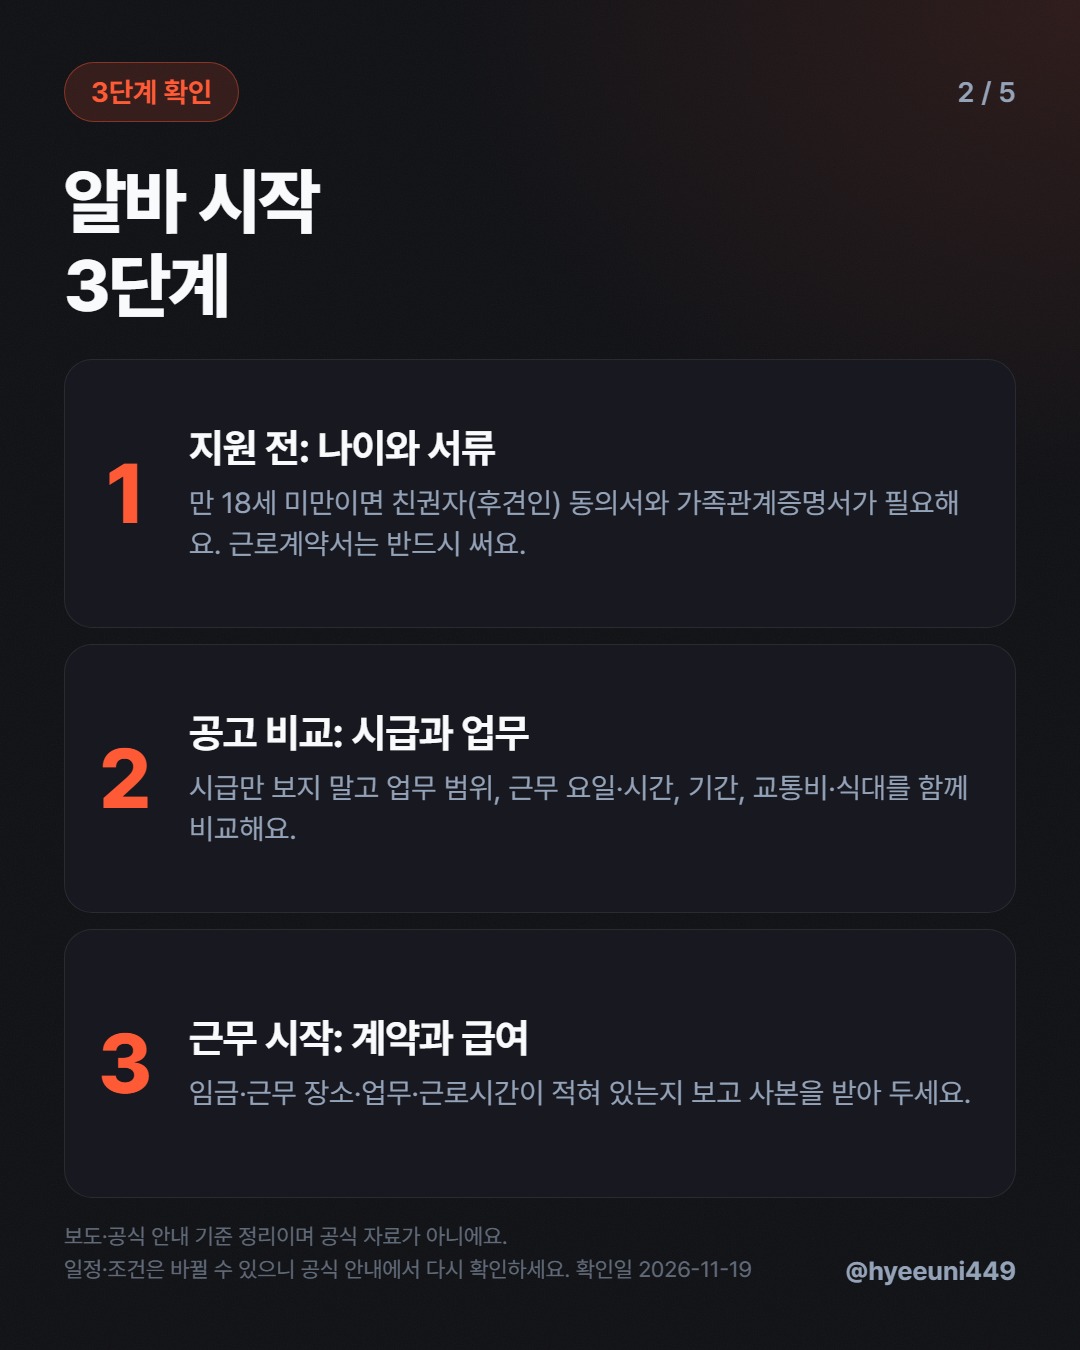 3단계 확인
2 / 5
알바 시작
3단계
1
지원 전: 나이와 서류
만 18세 미만이면 친권자(후견인) 동의서와 가족관계증명서가 필요해
요. 근로계약서는 반드시 써요.
2
공고 비교: 시급과 업무
시급만 보지 말고 업무 범위, 근무 요일·시간, 기간, 교통비·식대를 함께
비교해요.
3
근무 시작: 계약과 급여
임금·근무 장소·업무·근로시간이 적혀 있는지 보고 사본을 받아 두세요.
보도·공식 안내 기준 정리이며 공식 자료가 아니에요.
일정·조건은 바뀔 수 있으니 공식 안내에서 다시 확인하세요. 확인일 2026-11-19
@hyeeuni449